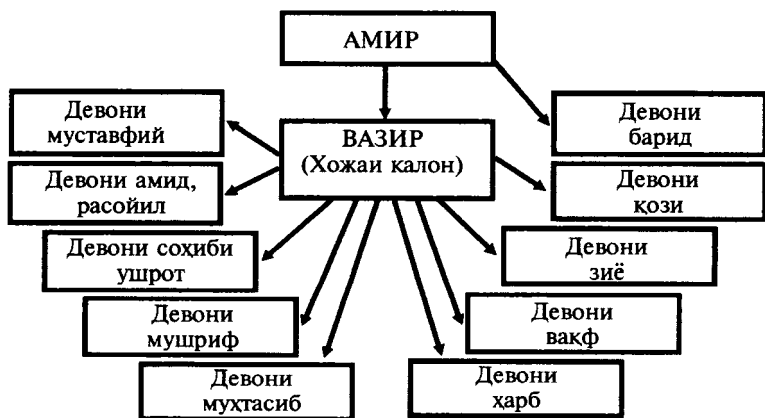 АМИР
Девони
муставфий
ВАЗИР
(Хожаи калон)
Девони
барид
Девони амид,
расойил
Девони
қози
Девони соҳиби
ушрот
Девони
зиё
Девони
мушриф
Девони
вақф
Девони
муҳтасиб
Девони
ҳарб